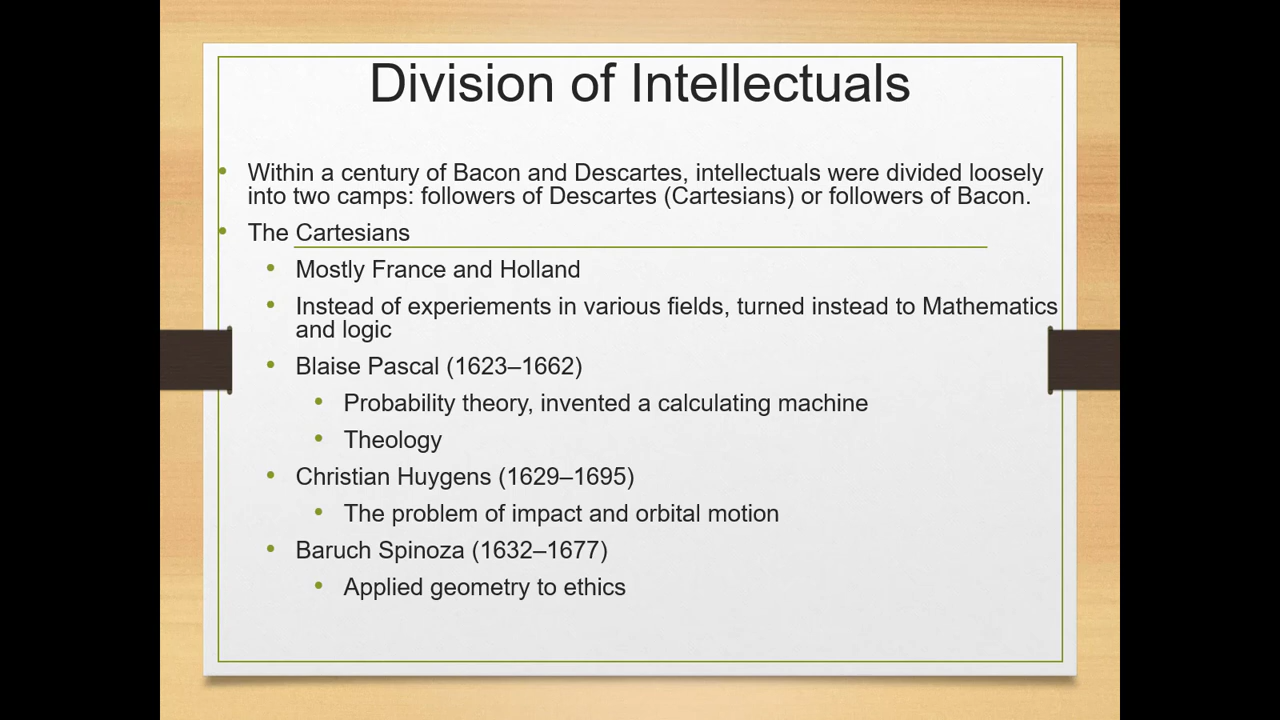 Division of Intellectuals
• Within a century of Bacon and Descartes, intellectuals were divided loosely
into two camps: followers of Descartes (Cartesians) or followers of Bacon.
• The Cartesians
• Mostly France and Holland
• Instead of experiements in various fields, turned instead to Mathematics
and logic
• Blaise Pascal (1623–1662)
• Probability theory, invented a calculating machine
• Theology
• Christian Huygens (1629–1695)
• The problem of impact and orbital motion
• Baruch Spinoza (1632–1677)
• Applied geometry to ethics